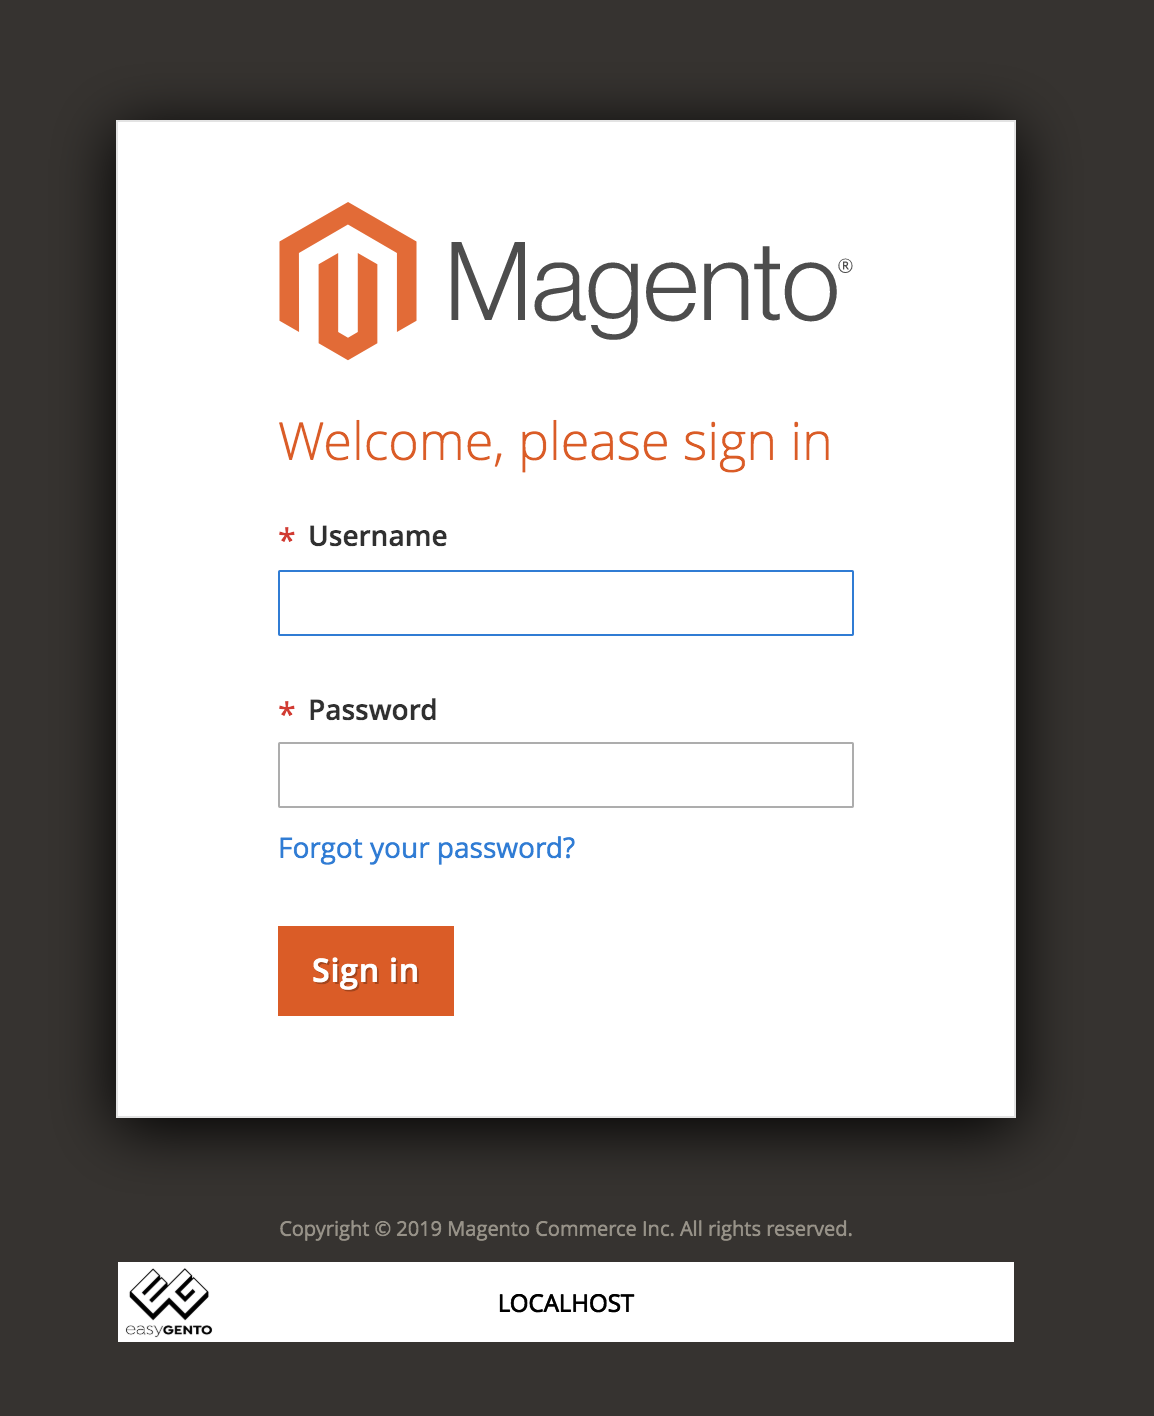 Magento®
Welcome, please sign in
* Username
* Password
Forgot your password?
Sign in
Copyright © 2019 Magento Commerce Inc. All rights reserved.
easyGENTO
LOCALHOST